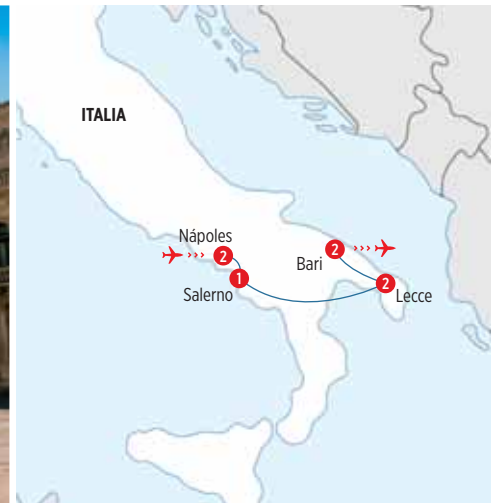 ITALIA
Nápoles
2
1
Salerno
2
Bari
2
Lecce